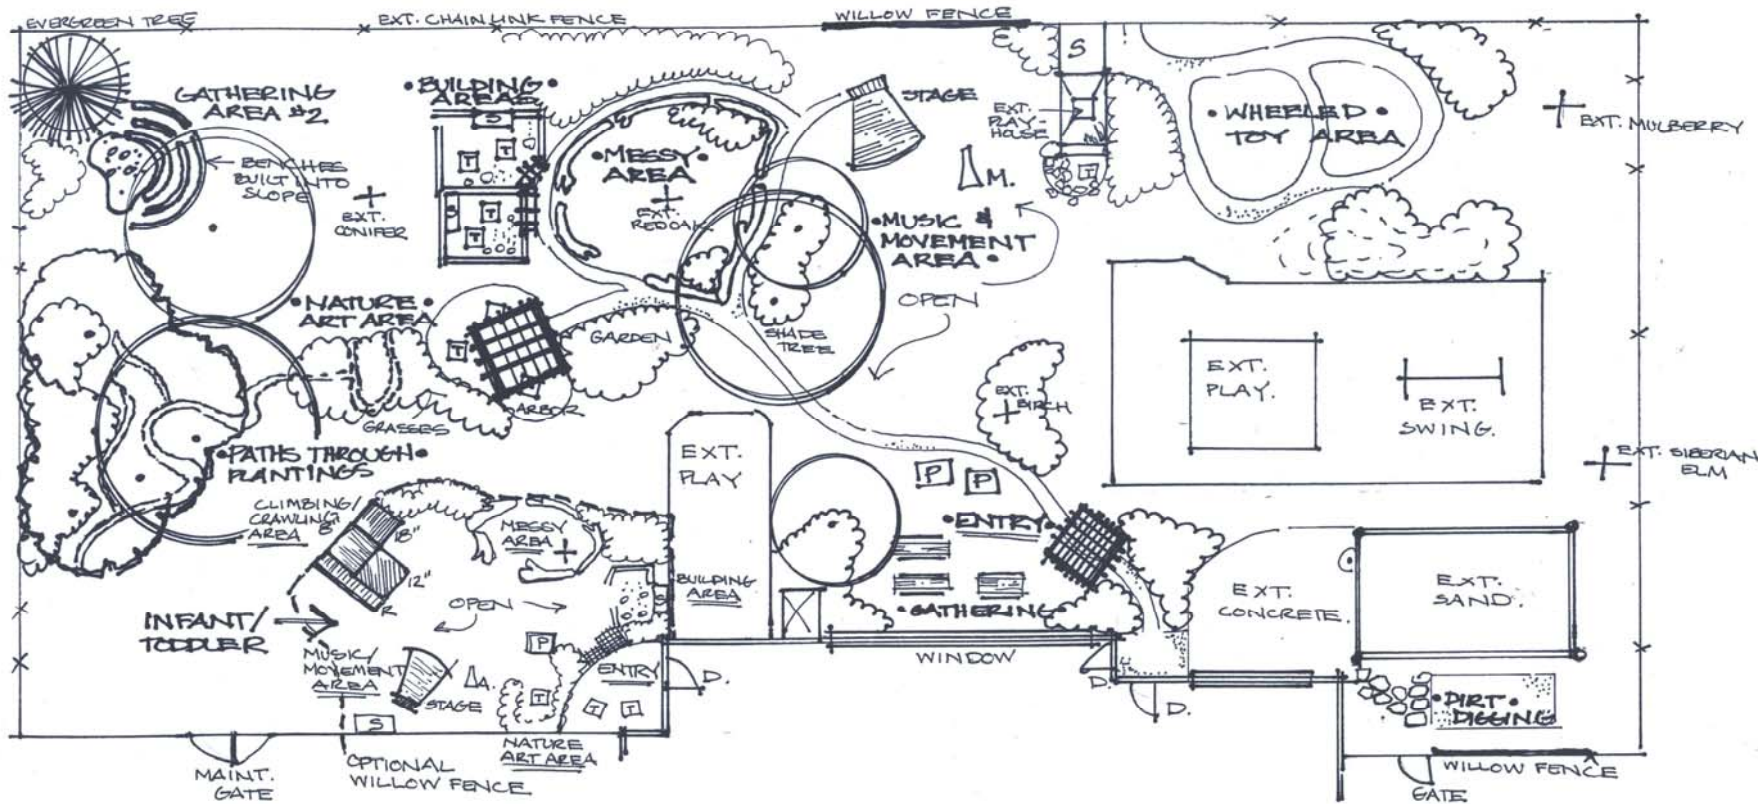 EVERGREEN TREE
EXT. CHAIN LINK FENCE
WILLOW FENCE
GATHERING
AREA #2
BENCHES
BUILT INTO
SLOPE
EXT.
CONIFER
• BUILDING •
AREAS
S
T
T
S
T
T
• MESSY •
AREA
EXT.
RED OAK
STAGE
M.
• MUSIC &
MOVEMENT
AREA •
OPEN
S
EXT.
PLAY-
HOUSE
T
• WHEELED •
TOY AREA
EXT. MULBERRY
• NATURE •
ART AREA
T
ARBOR
GARDEN
SHADE
TREE
GRASSES
• PATHS THROUGH •
PLANTINGS
EXT.
BIRCH
EXT.
PLAY.
EXT.
SWING.
EXT. SIBERIAN
ELM
EXT.
PLAY
P
P
• ENTRY •
• GATHERING •
WINDOW
EXT.
CONCRETE.
EXT.
SAND.
CLIMBING/
CRAWLING
AREA
8"
18"
12"
R
MESSY
AREA
BUILDING
AREA
S
OPEN
INFANT/
TODDLER
MUSIC/
MOVEMENT
AREA
STAGE
P
ENTRY
T
T
T
S
D.
D.
D.
• DIRT •
DIGGING
NATURE
ART AREA
MAINT.
GATE
OPTIONAL
WILLOW FENCE
WILLOW FENCE
GATE